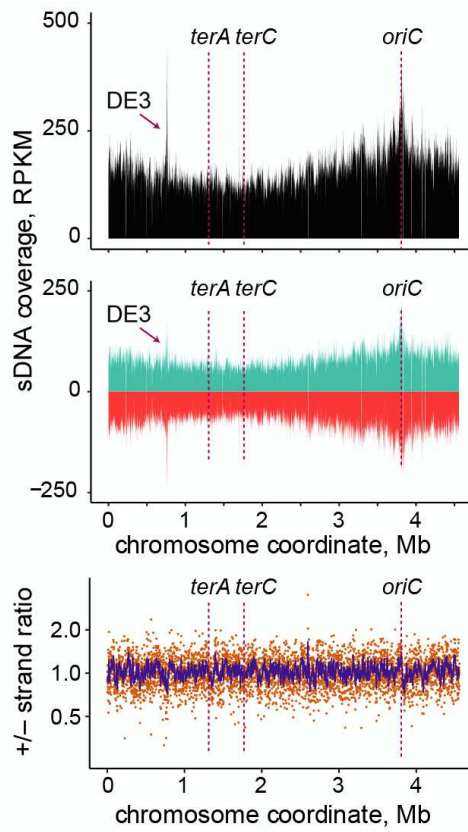 500
terA terC oriC
DE3
250
0
sDNA coverage, RPKM
250
terA terC oriC
DE3
0
−250
0 1 2 3 4
chromosome coordinate, Mb
terA terC oriC
2.0
1.0
0.5
+/− strand ratio
0 1 2 3 4
chromosome coordinate, Mb